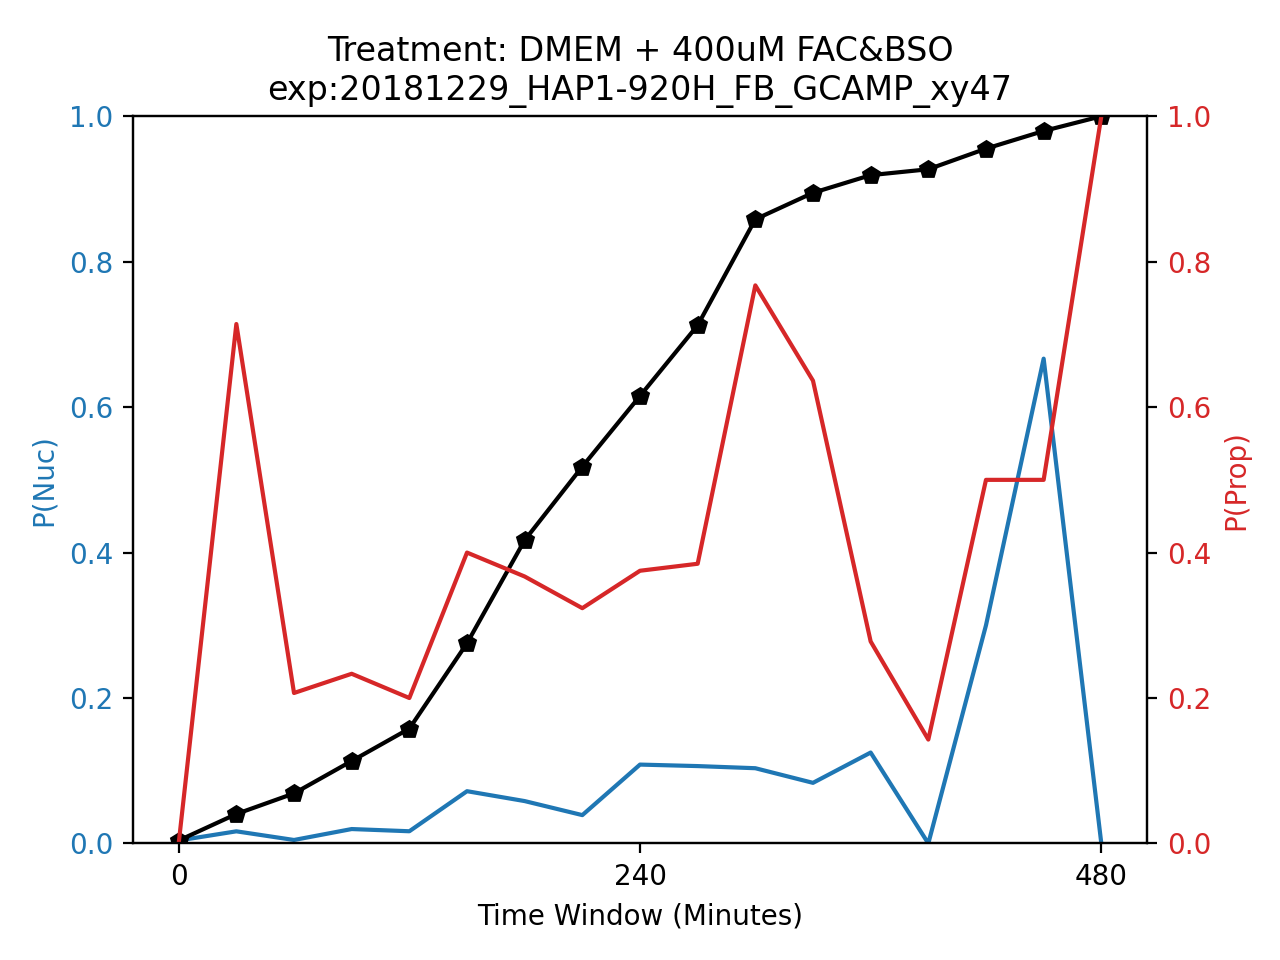 Treatment: DMEM + 400uM FAC&BSO
exp:20181229_HAP1-920H_FB_GCAMP_xy47
1.0
0.8
0.6
0.4
0.2
0.0
P(Nuc)
1.0
0.8
0.6
0.4
0.2
0.0
P(Prop)
0 240 480
Time Window (Minutes)